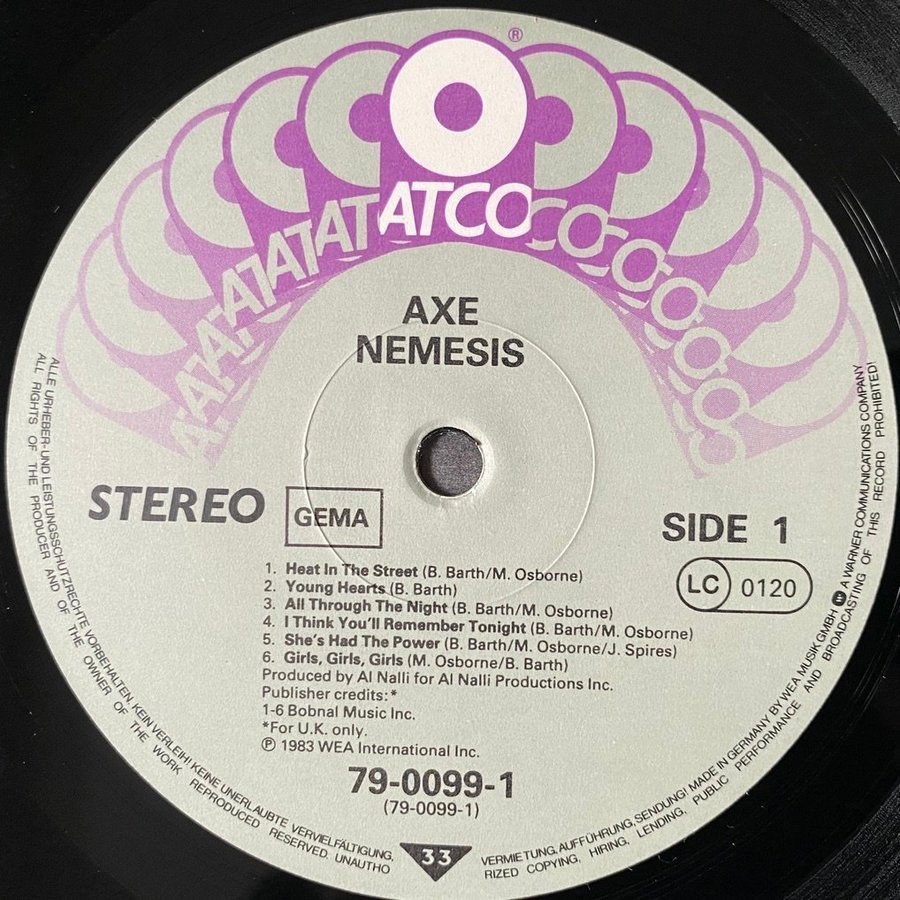 ®
ATATATATATCOCOCOCOCO
AXE
NEMESIS
STEREO
GEMA
SIDE 1
LC 0120
1. Heat In The Street (B. Barth/M. Osborne)
2. Young Hearts (B. Barth)
3. All Through The Night (B. Barth/M. Osborne)
4. I Think You'll Remember Tonight (B. Barth/M. Osborne)
5. She's Had The Power (B. Barth/M. Osborne/J. Spires)
6. Girls, Girls, Girls (M. Osborne/B. Barth)
Produced by Al Nalli for Al Nalli Productions Inc.
Publisher credits:*
1-6 Bobnal Music Inc.
*For U.K. only.
℗ 1983 WEA International Inc.
79-0099-1
(79-0099-1)
33
ALLE URHEBER- UND LEISTUNGSSCHUTZRECHTE VORBEHALTEN. KEIN VERLEIH! KEINE UNERLAUBTE VERVIELFÄLTIGUNG,
VERMIETUNG, AUFFÜHRUNG, SENDUNG! MADE IN GERMANY BY WEA MUSIK GMBH A WARNER COMMUNICATIONS COMPANY
ALL RIGHTS OF THE PRODUCER AND OF THE OWNER OF THE WORK REPRODUCED RESERVED. UNAUTHO
RIZED COPYING, HIRING, LENDING, PUBLIC PERFORMANCE AND BROADCASTING OF THIS RECORD PROHIBITED!